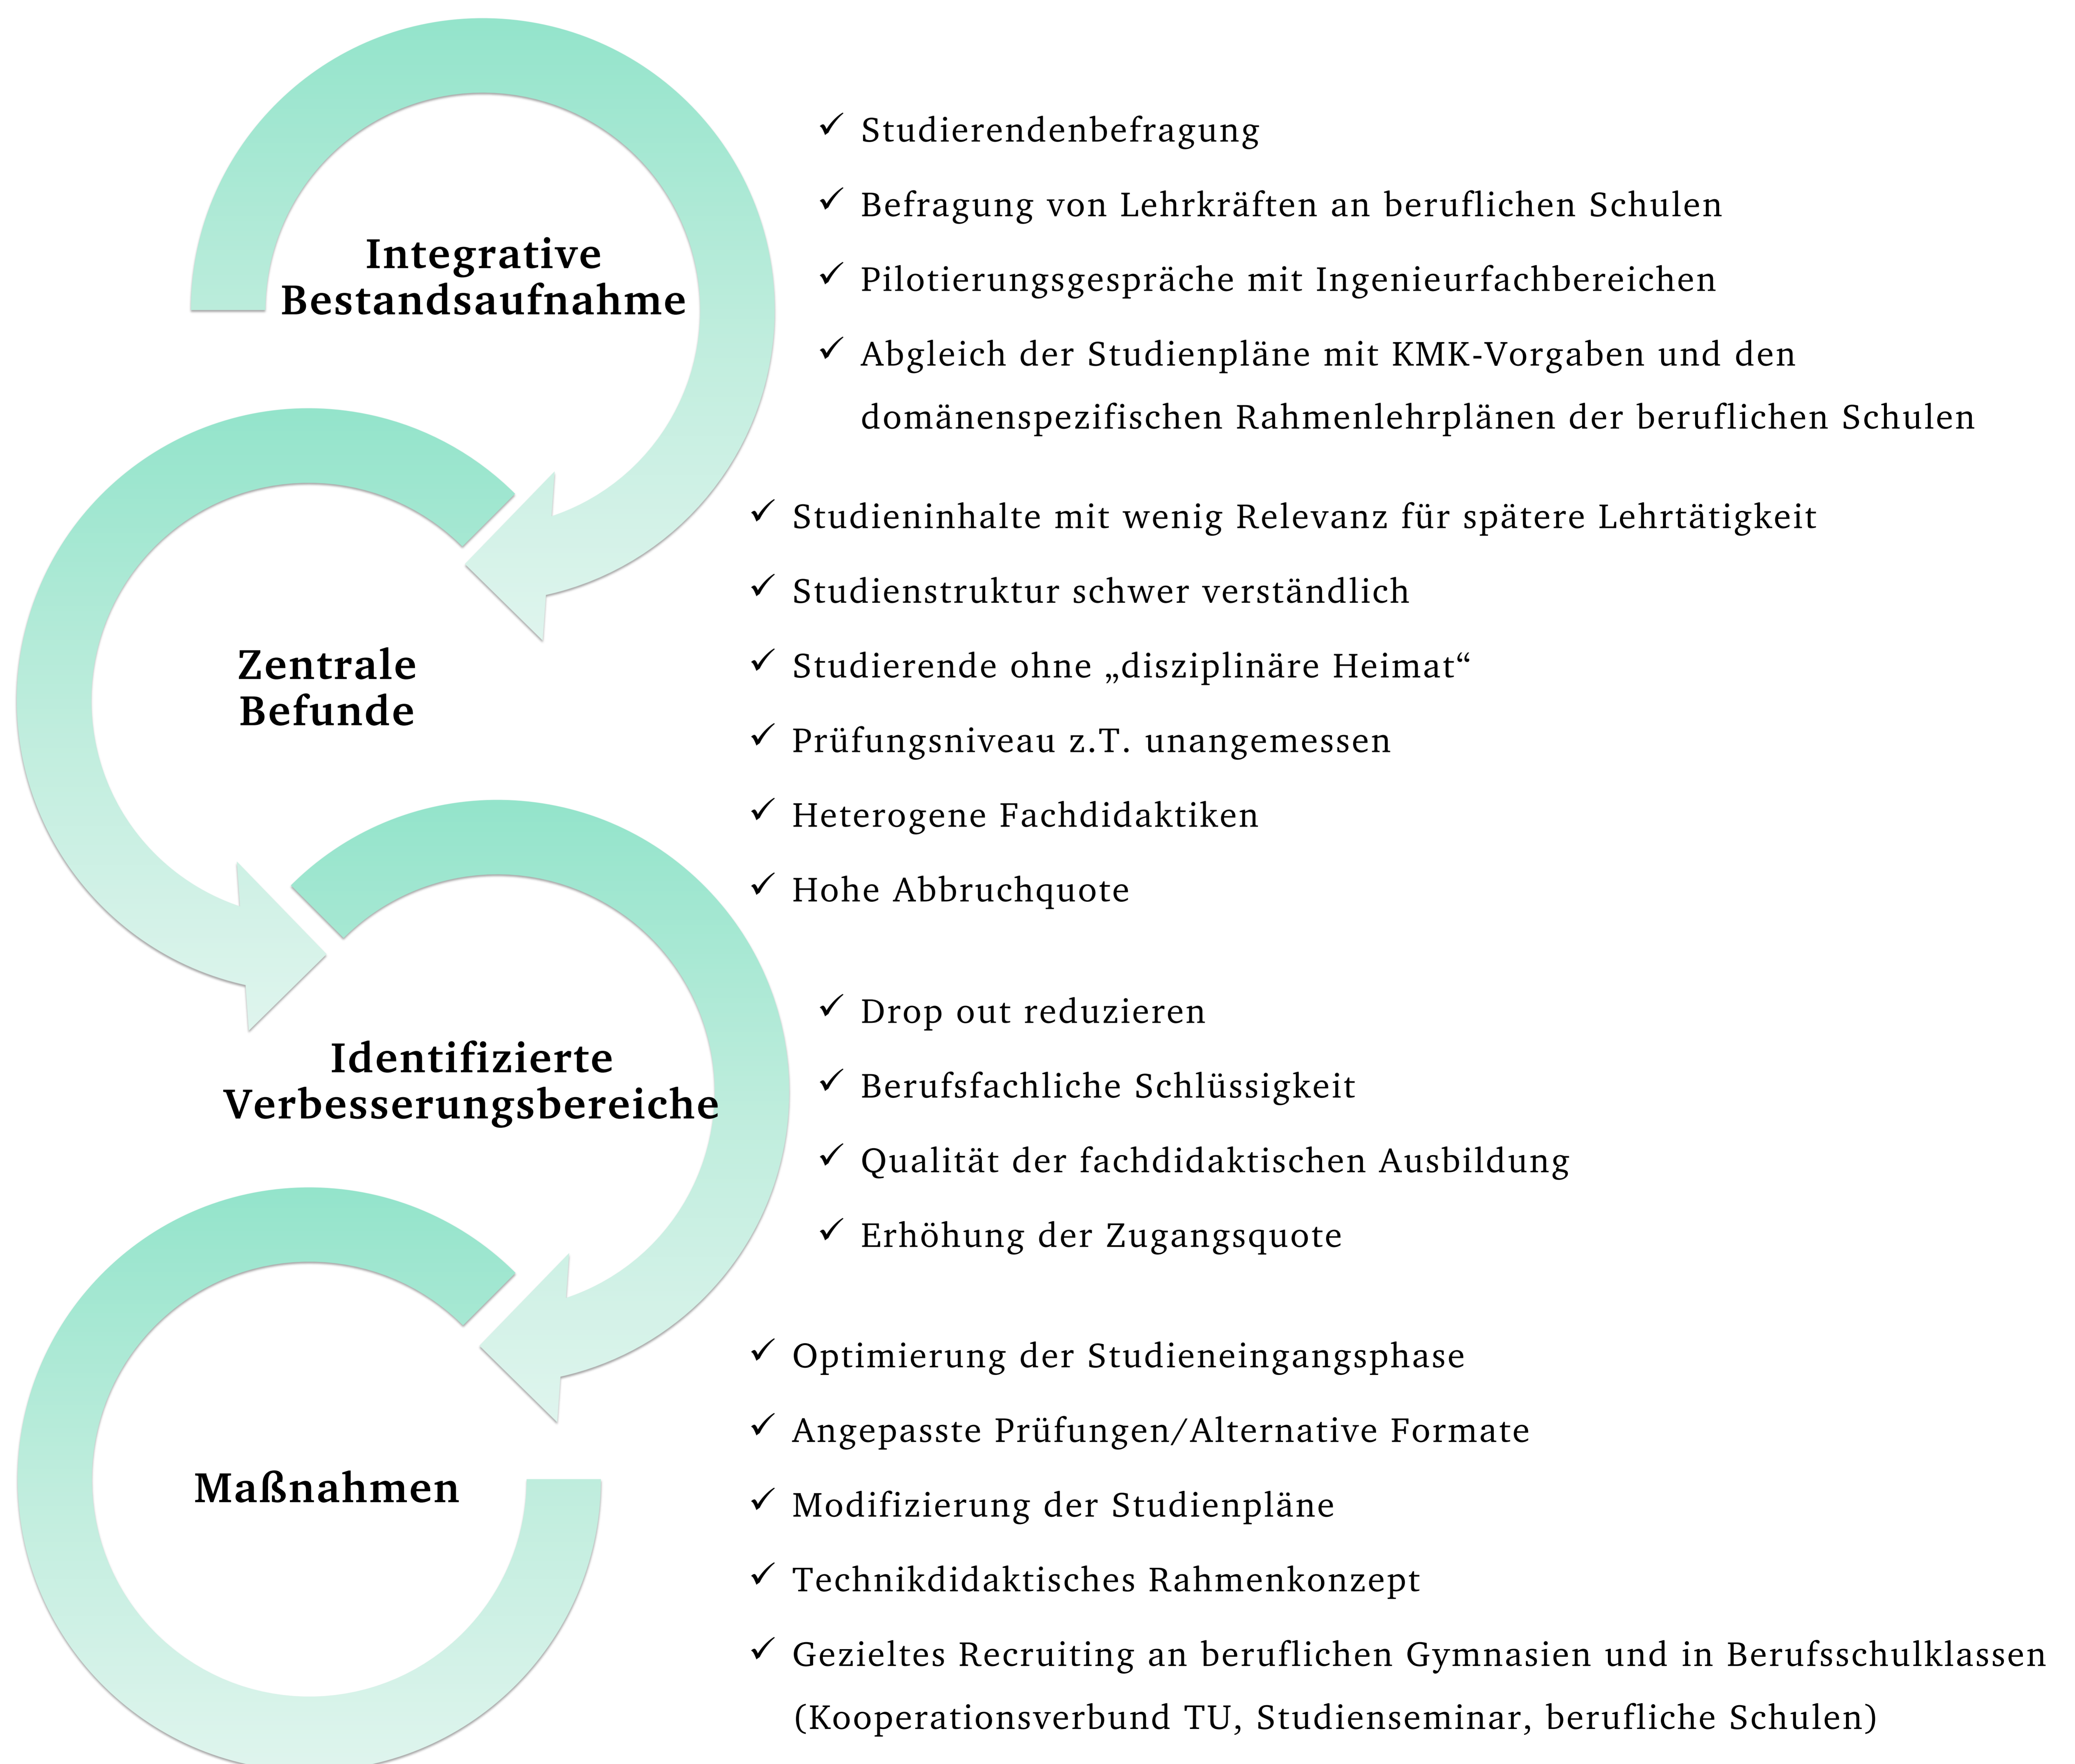 Integrative
Bestandsaufnahme
✓ Studierendenbefragung
✓ Befragung von Lehrkräften an beruflichen Schulen
✓ Pilotierungsgespräche mit Ingenieurfachbereichen
✓ Abgleich der Studienpläne mit KMK-Vorgaben und den
domänenspezifischen Rahmenlehrplänen der beruflichen Schulen
Zentrale
Befunde
✓ Studieninhalte mit wenig Relevanz für spätere Lehrtätigkeit
✓ Studienstruktur schwer verständlich
✓ Studierende ohne „disziplinäre Heimat“
✓ Prüfungsniveau z.T. unangemessen
✓ Heterogene Fachdidaktiken
✓ Hohe Abbruchquote
Identifizierte
Verbesserungsbereiche
✓ Drop out reduzieren
✓ Berufsfachliche Schlüssigkeit
✓ Qualität der fachdidaktischen Ausbildung
✓ Erhöhung der Zugangsquote
Maßnahmen
✓ Optimierung der Studieneingangsphase
✓ Angepasste Prüfungen/Alternative Formate
✓ Modifizierung der Studienpläne
✓ Technikdidaktisches Rahmenkonzept
✓ Gezieltes Recruiting an beruflichen Gymnasien und in Berufsschulklassen
(Kooperationsverbund TU, Studienseminar, berufliche Schulen)